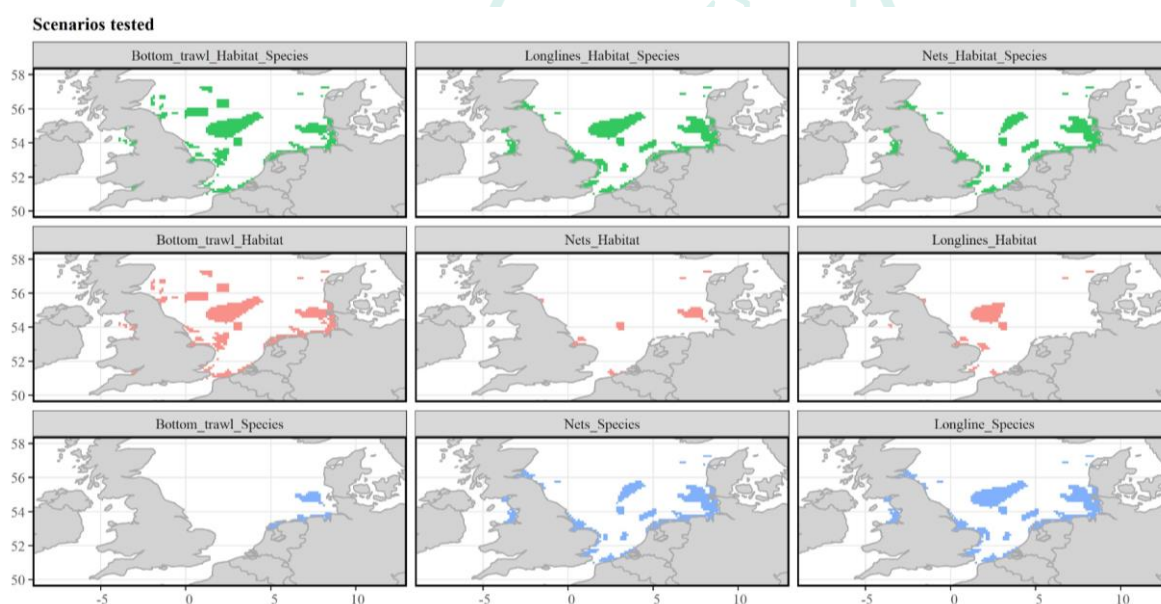 Scenarios tested
Bottom_trawl_Habitat_Species
Longlines_Habitat_Species
Nets_Habitat_Species
58
56
54
52
50
Bottom_trawl_Habitat
Nets_Habitat
Longlines_Habitat
58
56
54
52
50
Bottom_trawl_Species
Nets_Species
Longline_Species
58
56
54
52
50
-5 0 5 10 -5 0 5 10 -5 0 5 10